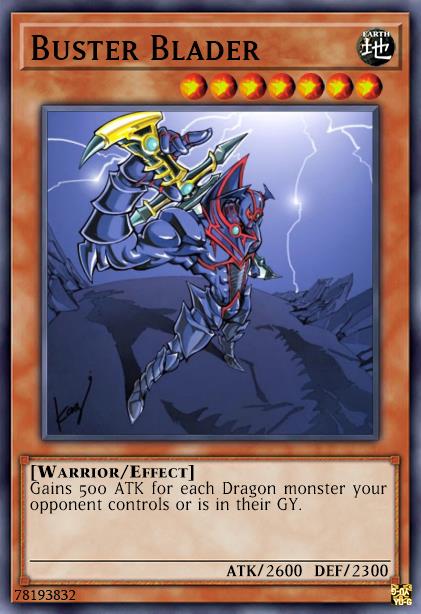 BUSTER BLADER
EARTH
地
[WARRIOR/EFFECT]
Gains 500 ATK for each Dragon monster your
opponent controls or is in their GY.
ATK/2600 DEF/2300
78193832